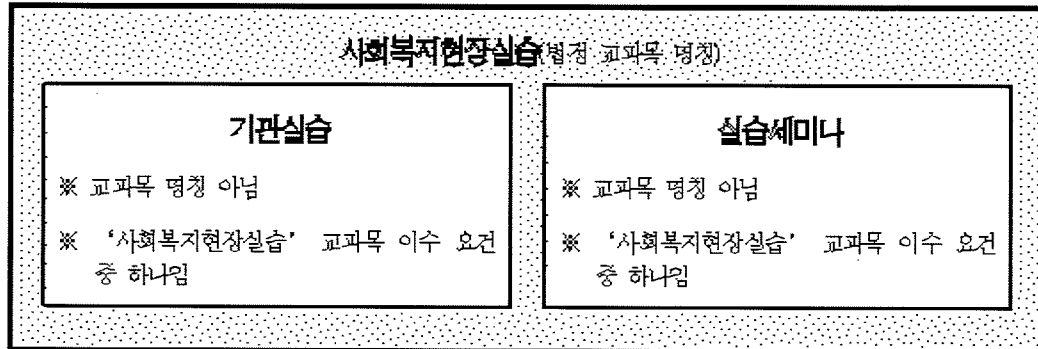 사회복지현장실습(법정 교과목 명칭)
기관실습
※ 교과목 명칭 아님
※ '사회복지현장실습' 교과목 이수 요건
중 하나임
실습세미나
※ 교과목 명칭 아님
※ '사회복지현장실습' 교과목 이수 요건
중 하나임